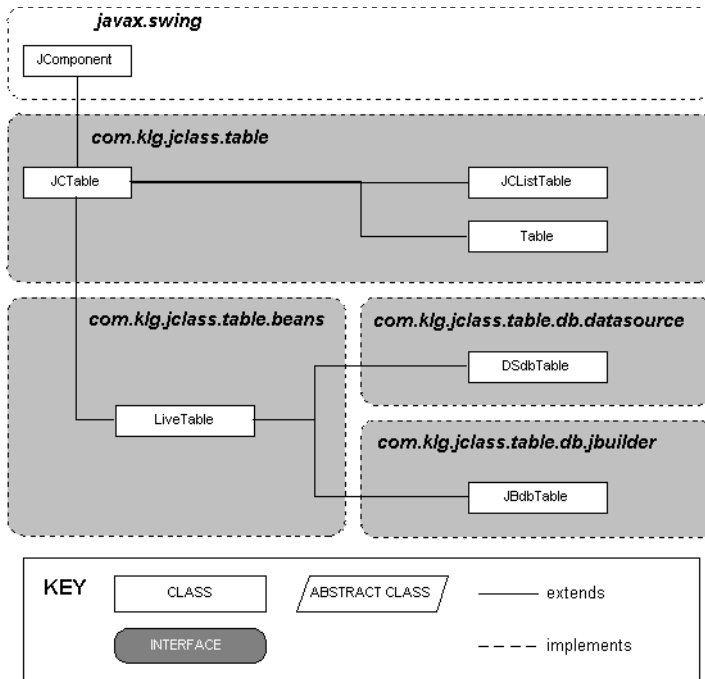 javax.swing
JComponent
com.klg.jclass.table
JCTable
JCListTable
Table
com.klg.jclass.table.beans
com.klg.jclass.table.db.datasource
DSdbTable
LiveTable
com.klg.jclass.table.db.jbuilder
JBdbTable
KEY
CLASS
ABSTRACT CLASS
extends
INTERFACE
implements